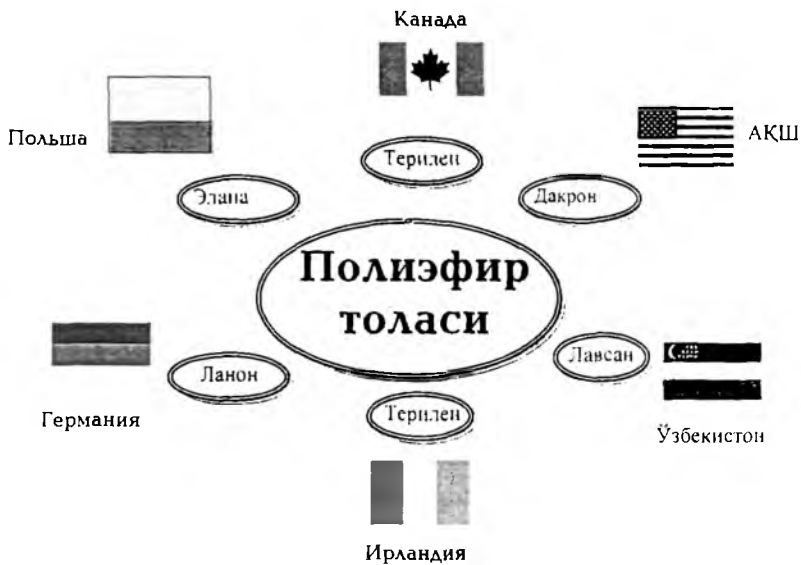 Канада
Польша
АҚШ
Терилен
Элана
Дакрон
Полиэфир
толаси
Ланон
Лавсан
Терилен
Германия
Ўзбекистон
Ирландия